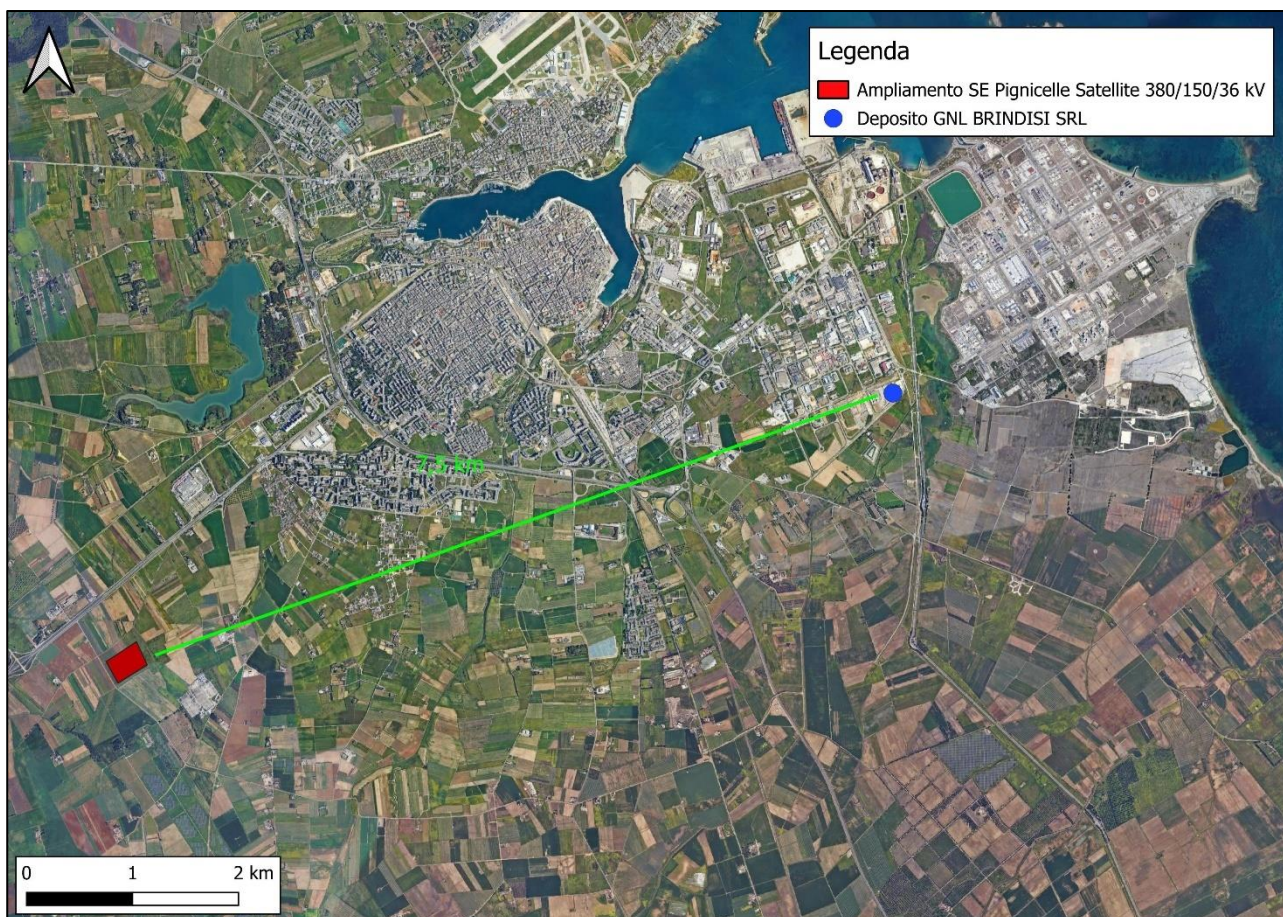 Legenda
Ampliamento SE Pignicelle Satellite 380/150/36 kV
Deposito GNL BRINDISI SRL
7,5 km
0 1 2 km